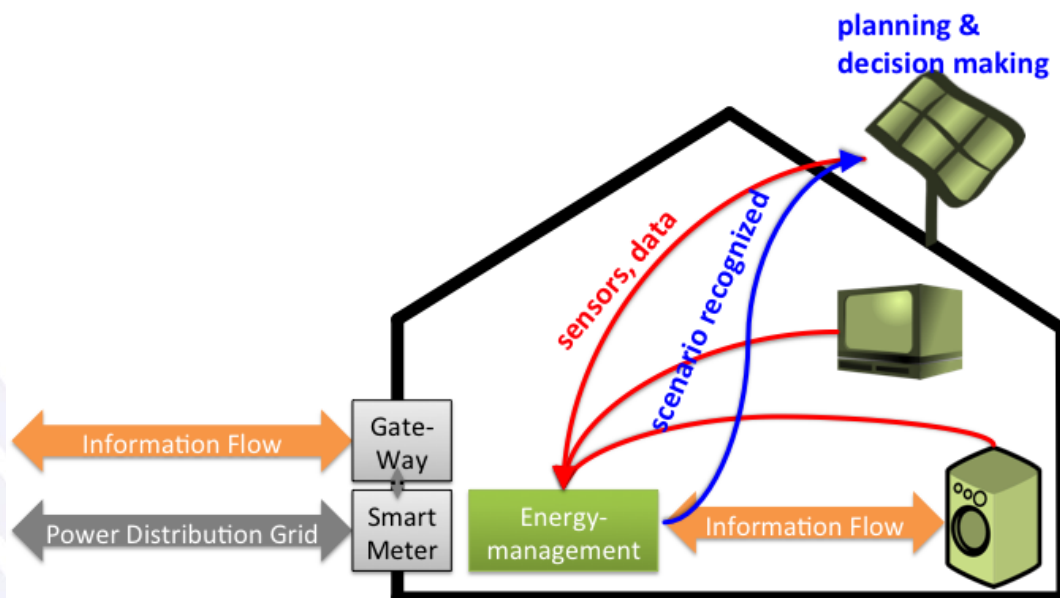 planning &
decision making
sensors, data
scenario recognized
Gate-
Way
Information Flow
Smart
Meter
Power Distribution Grid
Energy-
management
Information Flow